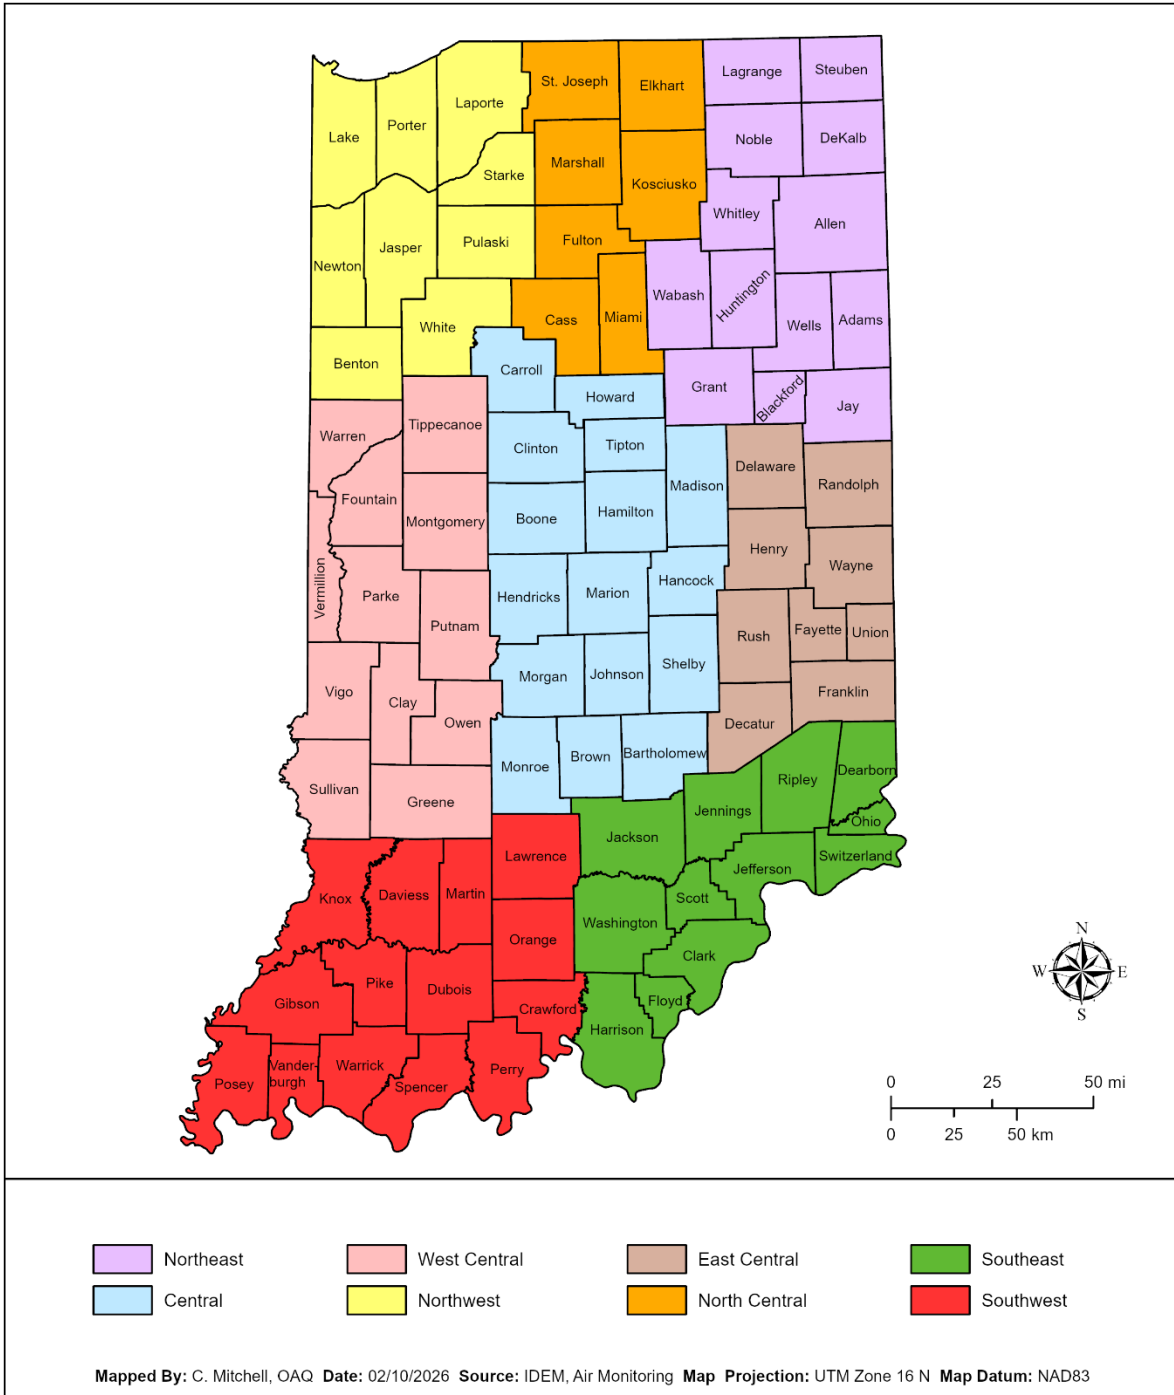 Lagrange
Steuben
St. Joseph
Elkhart
Laporte
Porter
Lake
Noble
DeKalb
Marshall
Starke
Kosciusko
Whitley
Allen
Pulaski
Fulton
Jasper
Newton
Wabash
Huntington
Miami
Cass
White
Wells
Adams
Benton
Carroll
Grant
Howard
Blackford
Jay
Tippecanoe
Warren
Clinton
Tipton
Delaware
Madison
Randolph
Fountain
Montgomery
Boone
Hamilton
Henry
Wayne
Vermillion
Parke
Hendricks
Marion
Hancock
Putnam
Rush
Fayette
Union
Morgan
Johnson
Shelby
Vigo
Clay
Owen
Franklin
Decatur
Monroe
Brown
Bartholomew
Dearborn
Ripley
Sullivan
Greene
Jennings
Ohio
Jackson
Lawrence
Switzerland
Jefferson
Knox
Daviess
Martin
Scott
Washington
Orange
Clark
Pike
Dubois
Gibson
Crawford
Floyd
Harrison
Perry
Warrick
Vander-
burgh
Posey
Spencer
N
W
E
S
0 25 50 mi
0 25 50 km
Northeast West Central East Central Southeast
Central Northwest North Central Southwest
Mapped By: C. Mitchell, OAQ Date: 02/10/2026 Source: IDEM, Air Monitoring Map Projection: UTM Zone 16 N Map Datum: NAD83